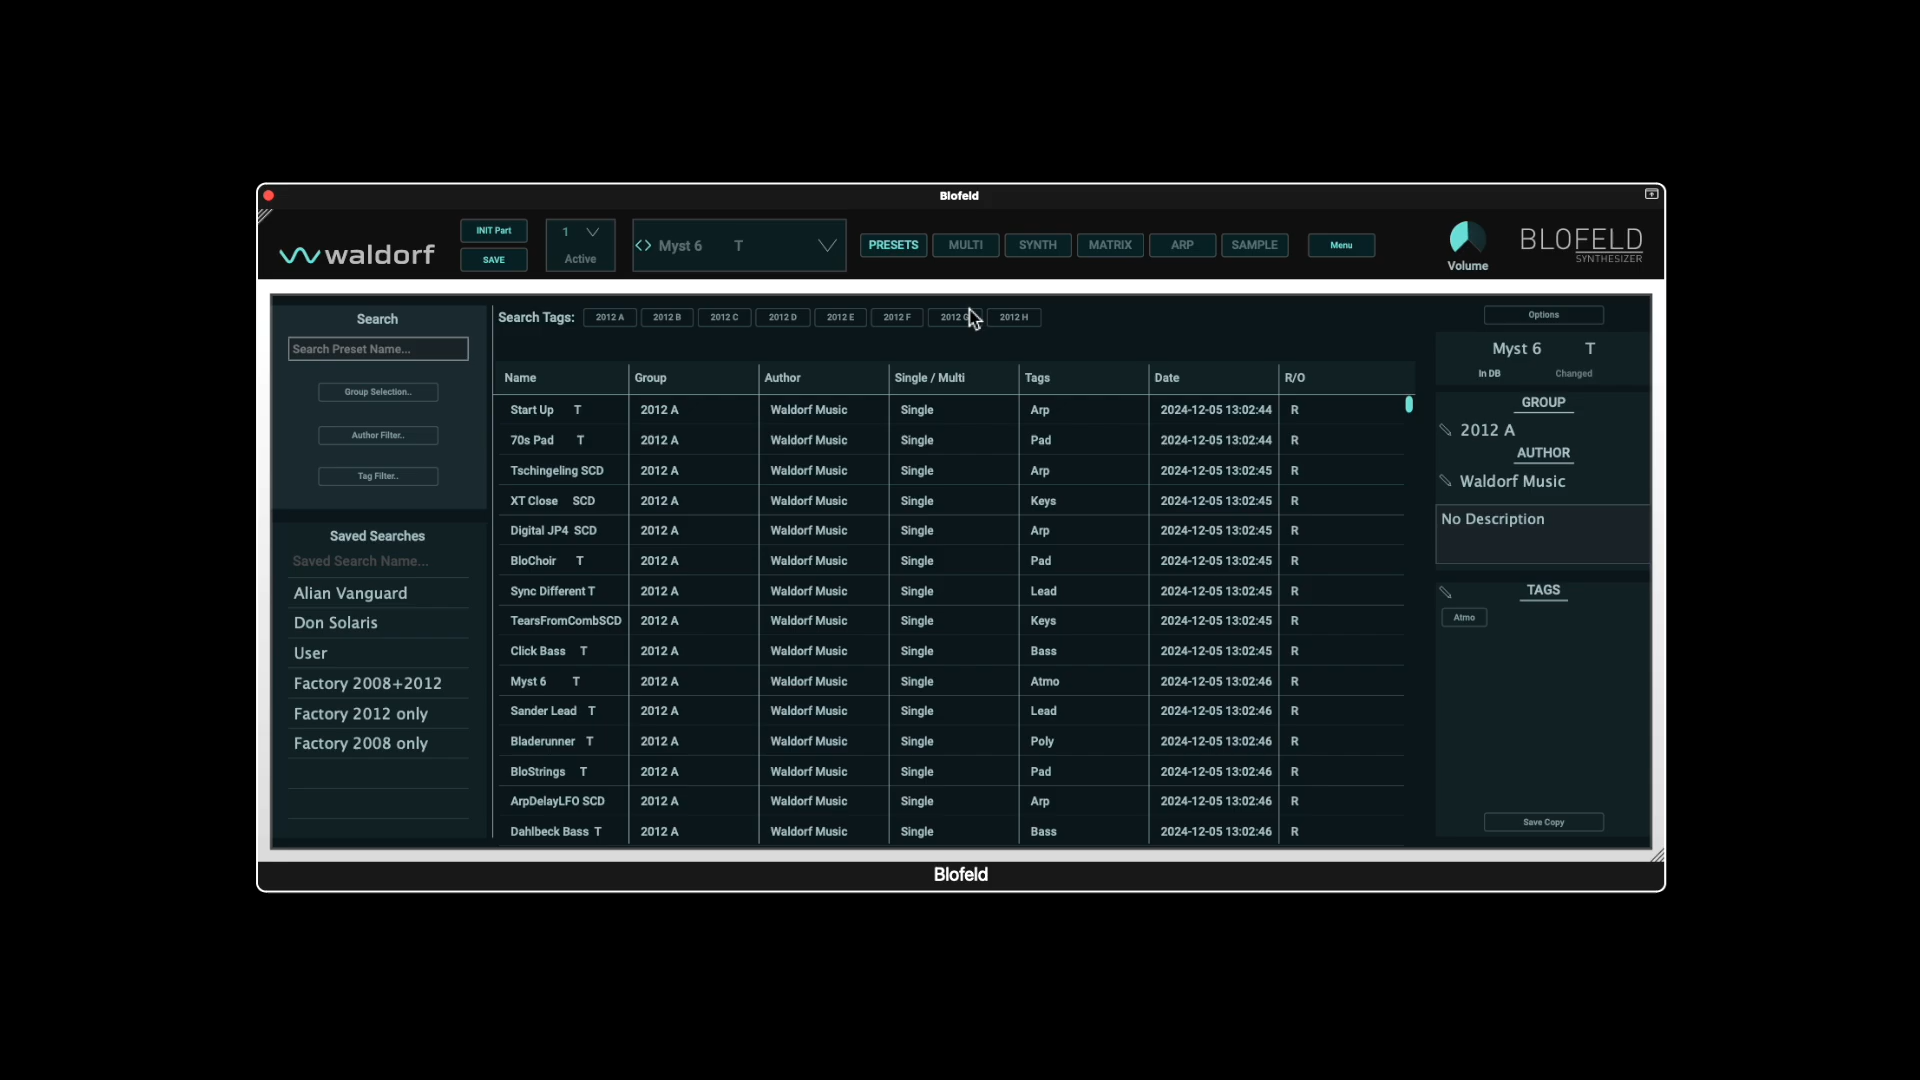 Blofeld
waldorf
INIT Part
SAVE
1
Active
Myst 6 T
PRESETS MULTI SYNTH MATRIX ARP SAMPLE Menu
Volume
BLOFELD
SYNTHESIZER
Search
Search Preset Name...
Group Selection..
Author Filter..
Tag Filter..
Saved Searches
Saved Search Name...
Alian Vanguard
Don Solaris
User
Factory 2008+2012
Factory 2012 only
Factory 2008 only
Search Tags: 2012 A 2012 B 2012 C 2012 D 2012 E 2012 F 2012 G 2012 H
Name Group Author Single / Multi Tags Date R/O
Start Up T 2012 A Waldorf Music Single Arp 2024-12-05 13:02:44 R
70s Pad T 2012 A Waldorf Music Single Pad 2024-12-05 13:02:44 R
Tschingeling SCD 2012 A Waldorf Music Single Arp 2024-12-05 13:02:45 R
XT Close SCD 2012 A Waldorf Music Single Keys 2024-12-05 13:02:45 R
Digital JP4 SCD 2012 A Waldorf Music Single Arp 2024-12-05 13:02:45 R
BloChoir T 2012 A Waldorf Music Single Pad 2024-12-05 13:02:45 R
Sync Different T 2012 A Waldorf Music Single Lead 2024-12-05 13:02:45 R
TearsFromCombSCD 2012 A Waldorf Music Single Keys 2024-12-05 13:02:45 R
Click Bass T 2012 A Waldorf Music Single Bass 2024-12-05 13:02:45 R
Myst 6 T 2012 A Waldorf Music Single Atmo 2024-12-05 13:02:46 R
Sander Lead T 2012 A Waldorf Music Single Lead 2024-12-05 13:02:46 R
Bladerunner T 2012 A Waldorf Music Single Poly 2024-12-05 13:02:46 R
BloStrings T 2012 A Waldorf Music Single Pad 2024-12-05 13:02:46 R
ArpDelayLFO SCD 2012 A Waldorf Music Single Arp 2024-12-05 13:02:46 R
Dahlbeck Bass T 2012 A Waldorf Music Single Bass 2024-12-05 13:02:46 R
Options
Myst 6 T
In DB Changed
GROUP
2012 A
AUTHOR
Waldorf Music
No Description
TAGS
Atmo
Save Copy
Blofeld